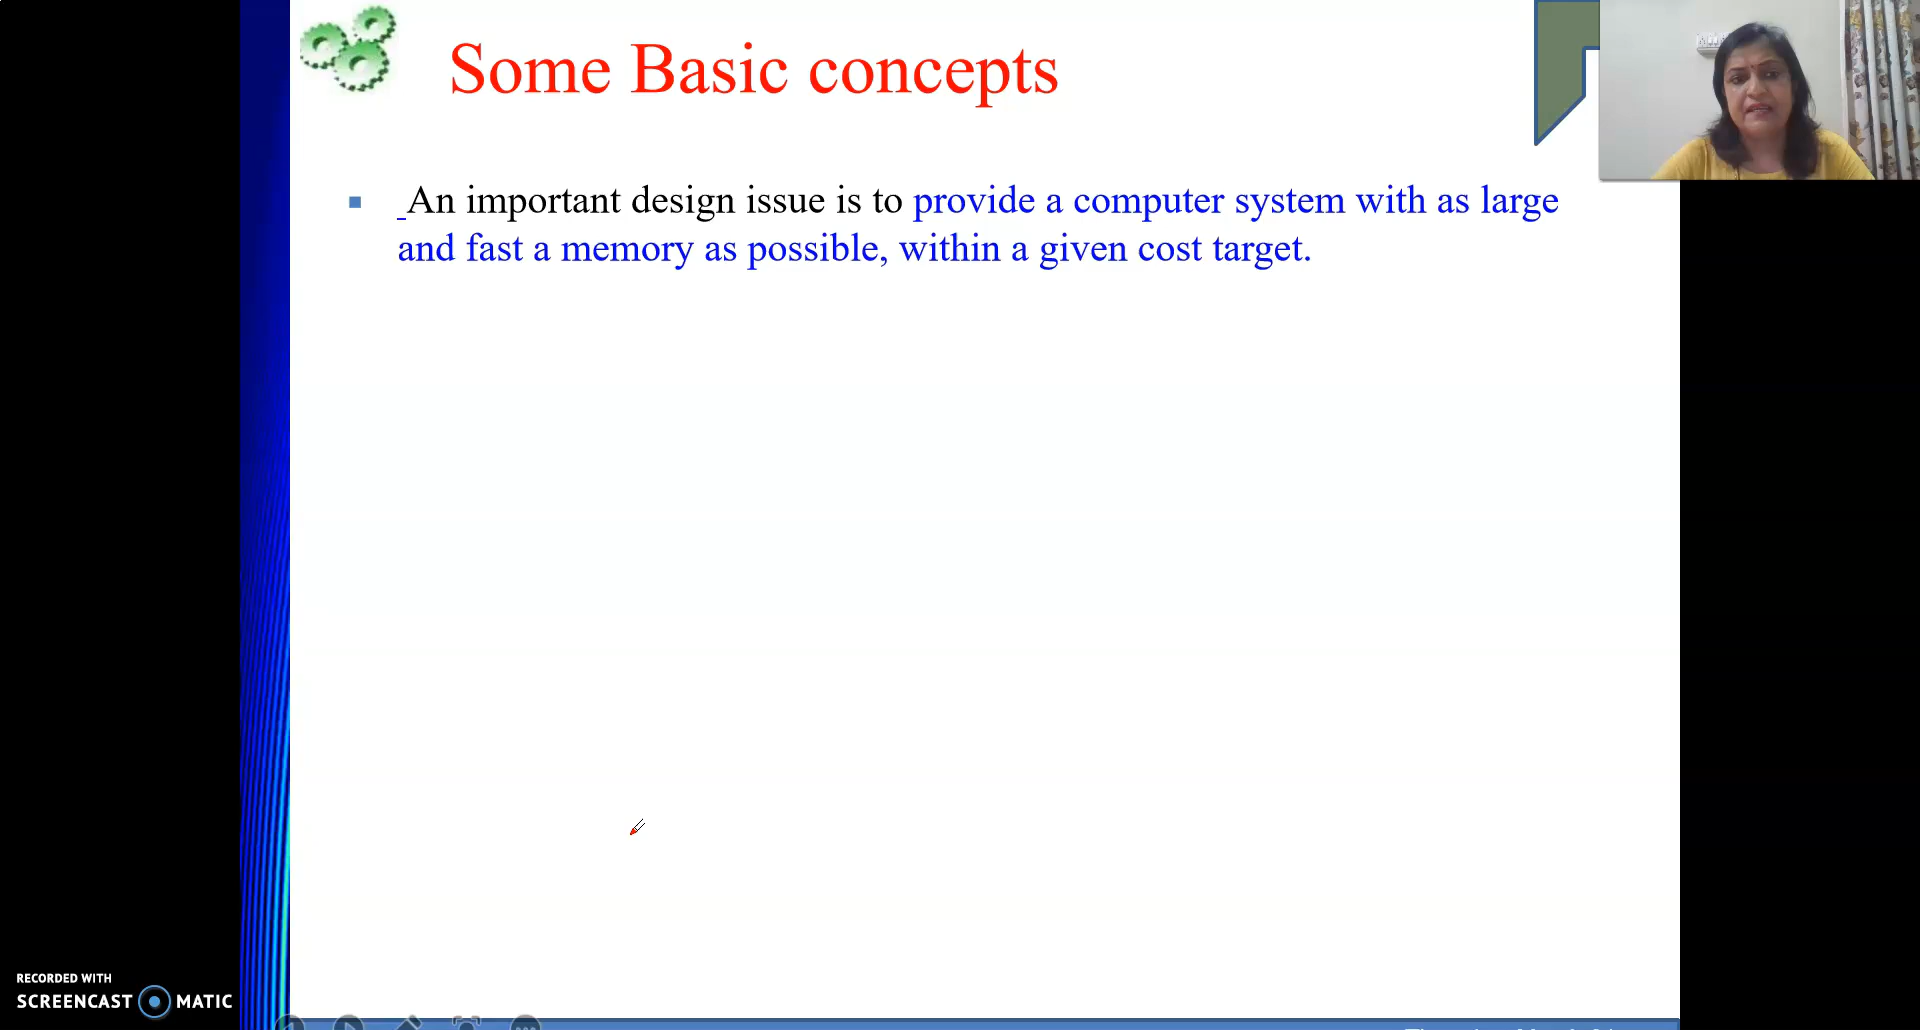 Some Basic concepts
An important design issue is to provide a computer system with as large
and fast a memory as possible, within a given cost target.
RECORDED WITH
SCREENCAST MATIC